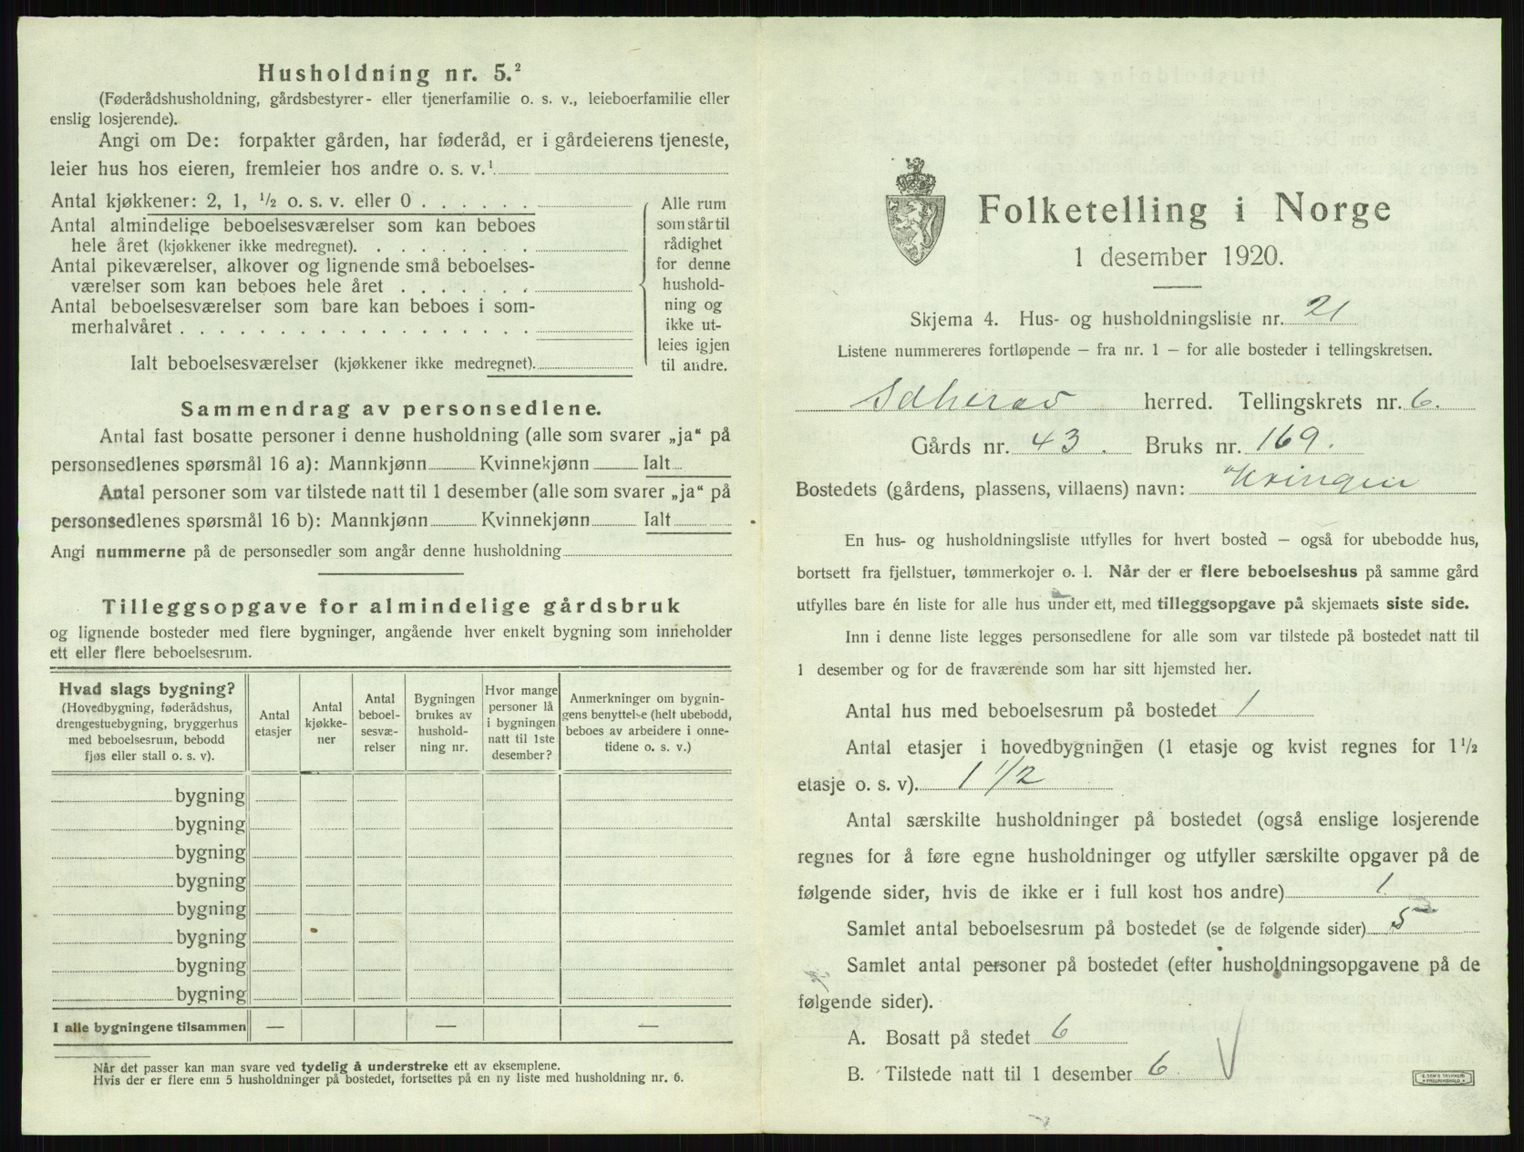 Husholdning nr. 5.²
(Føderådshusholdning, gårdsbestyrer- eller tjenerfamilie o. s. v., leieboerfamilie eller
enslig losjerende).
Angi om De: forpakter gården, har føderåd, er i gårdeierens tjeneste,
leier hus hos eieren, fremleier hos andre o. s. v.¹
Antal kjøkkener: 2, 1, ½ o. s. v. eller 0 . . . . . .
Antal almindelige beboelsesværelser som kan beboes
hele året (kjøkkener ikke medregnet). . . . . . . . .
Antal pikeværelser, alkover og lignende små beboelses-
værelser som kan beboes hele året . . . . . . .
Antal beboelsesværelser som bare kan beboes i som-
merhalvåret . . . . . . . . . . . . . . . . . .
Ialt beboelsesværelser (kjøkkener ikke medregnet).
Alle rum
som står til
rådighet
for denne
hushold-
ning og
ikke ut-
leies igjen
til andre.
Sammendrag av personsedlene.
Antal fast bosatte personer i denne husholdning (alle som svarer „ja“ på
personsedlenes spørsmål 16 a): Mannkjønn Kvinnekjønn Ialt
Antal personer som var tilstede natt til 1 desember (alle som svarer „ja“ på
personsedlenes spørsmål 16 b): Mannkjønn Kvinnekjønn Ialt
Angi nummerne på de personsedler som angår denne husholdning
Tilleggsopgave for almindelige gårdsbruk
og lignende bosteder med flere bygninger, angående hver enkelt bygning som inneholder
ett eller flere beboelsesrum.
Hvad slags bygning?
(Hovedbygning, føderådshus,
drengestuebygning, bryggerhus
med beboelsesrum, bebodd
fjøs eller stall o. s. v).
Antal
etasjer
Antal
kjøkke-
ner
Antal
beboel-
sesvæ-
relser
Bygningen
brukes av
hushold-
ning nr.
Hvor mange
personer lå
i bygningen
natt til 1ste
desember?
Anmerkninger om bygnin-
gens benyttelse (helt ubebodd,
beboes av arbeidere i onne-
tidene o. s. v.)
bygning
bygning
bygning
bygning
bygning
bygning
bygning
bygning
I alle bygningene tilsammen — — —
Når det passer kan man svare ved tydelig å understreke ett av eksemplene.
Hvis der er flere enn 5 husholdninger på bostedet, fortsettes på en ny liste med husholdning nr. 6.
Folketelling i Norge
1 desember 1920.
Skjema 4. Hus- og husholdningsliste nr. 21
Listene nummereres fortløpende — fra nr. 1 — for alle bosteder i tellingskretsen.
Idherad herred. Tellingskrets nr. 6.
Gårds nr. 43. Bruks nr. 169.
Bostedets (gårdens, plassens, villaens) navn: Kringen
En hus- og husholdningsliste utfylles for hvert bosted — også for ubebodde hus,
bortsett fra fjellstuer, tømmerkojer o. l. Når der er flere beboelseshus på samme gård
utfylles bare én liste for alle hus under ett, med tilleggsopgave på skjemaets siste side.
Inn i denne liste legges personsedlene for alle som var tilstede på bostedet natt til
1 desember og for de fraværende som har sitt hjemsted her.
Antal hus med beboelsesrum på bostedet 1
Antal etasjer i hovedbygningen (1 etasje og kvist regnes for 1½
etasje o. s. v). 1 1/2
Antal særskilte husholdninger på bostedet (også enslige losjerende
regnes for å føre egne husholdninger og utfyller særskilte opgaver på de
følgende sider, hvis de ikke er i full kost hos andre) 1.
Samlet antal beboelsesrum på bostedet (se de følgende sider) 5
Samlet antal personer på bostedet (efter husholdningsopgavene på de
følgende sider).
A. Bosatt på stedet 6
B. Tilstede natt til 1 desember 6